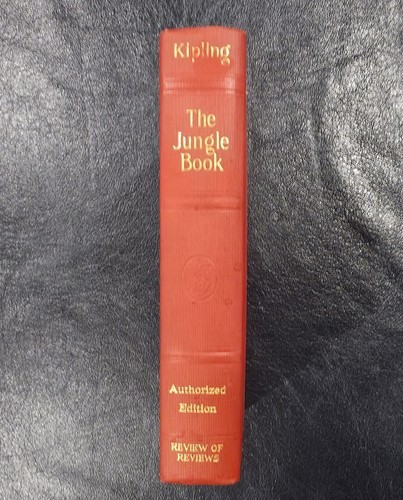 Kipling
The
Jungle
Book
Authorized
Edition
REVIEW OF
REVIEWS